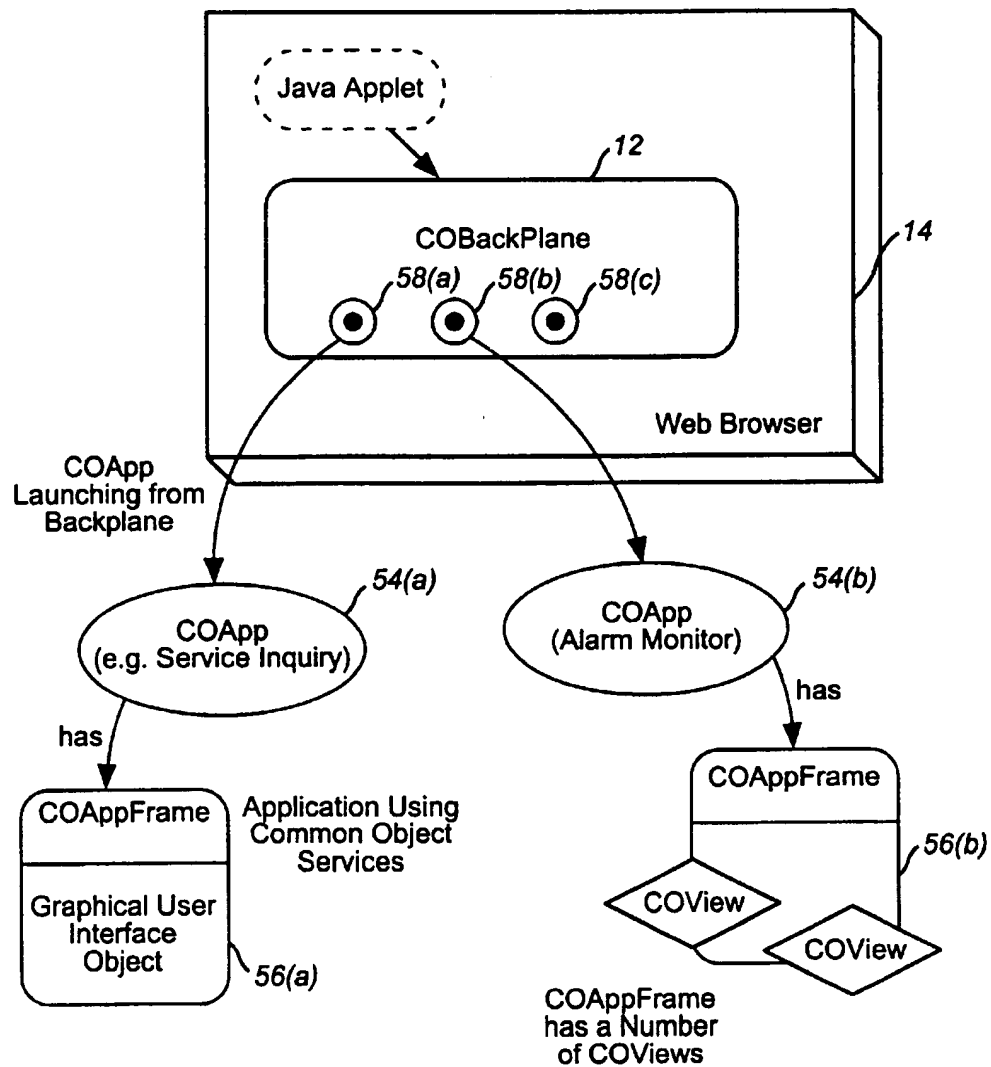 Java Applet
12
COBackPlane
14
58(a)
58(b)
58(c)
Web Browser
COApp
Launching from
Backplane
54(a)
COApp
(e.g. Service Inquiry)
54(b)
COApp
(Alarm Monitor)
has
has
COAppFrame
Graphical User
Interface
Object
56(a)
Application Using
Common Object
Services
COAppFrame
56(b)
COView
COView
COAppFrame
has a Number
of COViews